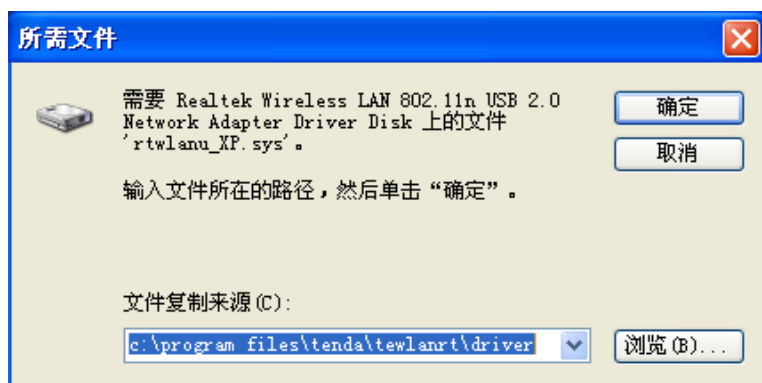 所需文件
需要 Realtek Wireless LAN 802.11n USB 2.0
Network Adapter Driver Disk 上的文件
'rtwlanu_XP.sys'。
确定
取消
输入文件所在的路径，然后单击“确定”。
文件复制来源(C):
c:\program files\tenda\tewlanrt\driver
浏览(B)...